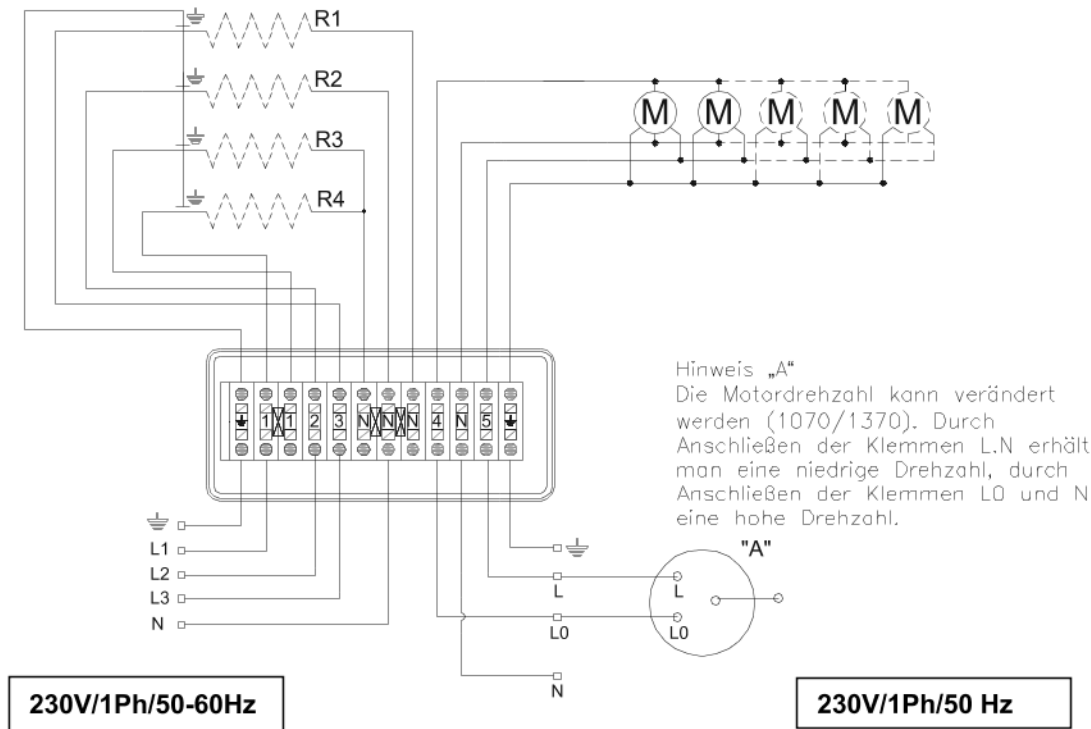 R1
R2
R3
R4
M M M M M
1 1 2 3 N N N 4 N 5
Hinweis „A“
Die Motordrehzahl kann verändert
werden (1070/1370). Durch
Anschließen der Klemmen L.N erhält
man eine niedrige Drehzahl, durch
Anschließen der Klemmen L0 und N
eine hohe Drehzahl.
L1
L2
L3
N
"A"
L L
L0 L0
N
230V/1Ph/50-60Hz
230V/1Ph/50 Hz